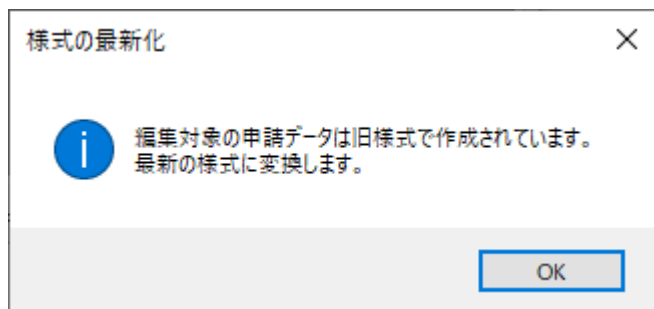 様式の最新化
編集対象の申請データは旧様式で作成されています。
最新の様式に変換します。
OK